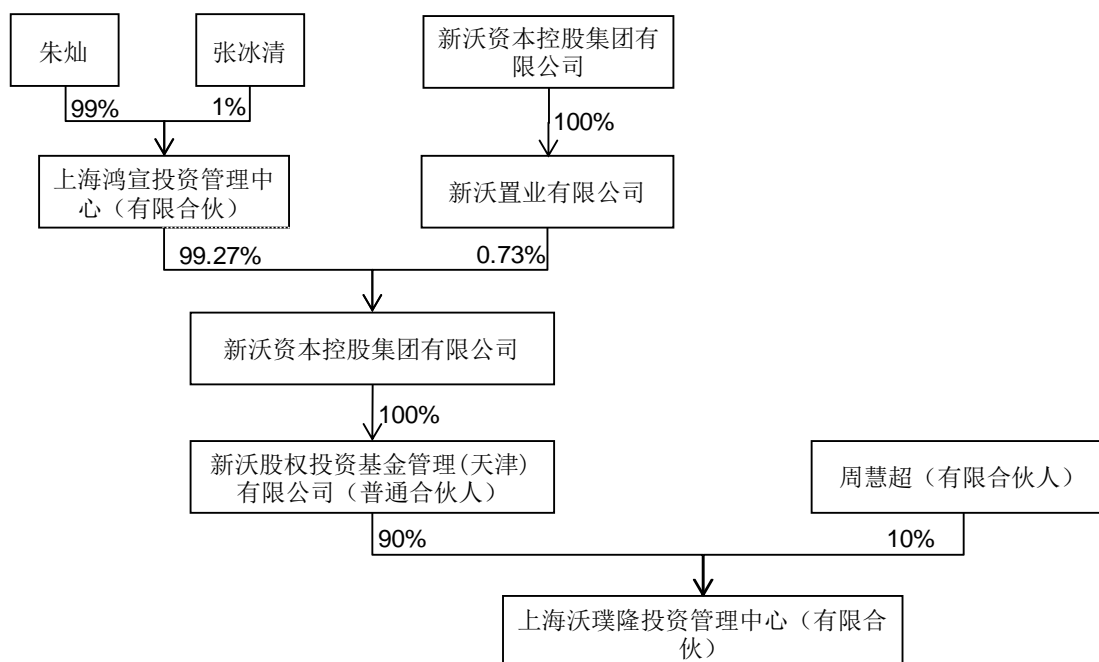 朱灿
张冰清
新沃资本控股集团有
限公司
99%
1%
100%
上海鸿宣投资管理中
心（有限合伙）
新沃置业有限公司
99.27%
0.73%
新沃资本控股集团有限公司
100%
新沃股权投资基金管理(天津)
有限公司（普通合伙人）
周慧超（有限合伙人）
90%
10%
上海沃璞隆投资管理中心（有限合
伙）